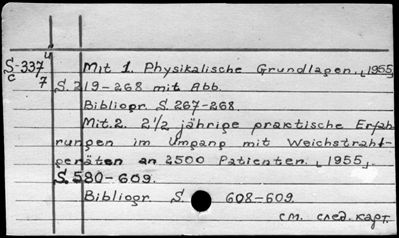 S-337
c 7
4
Mit 1. Physikalische Grundlagen. [1955]
S. 219-268 mit Abb.
Bibliogr. S. 267-268.
Mit.2. 2 1/2 jährige praktische Erfah-
rungen im Umgang mit Weichstrahl-
geräten an 2500 Patienten. [1955].
S. 580-609.
Bibliogr. S. 608-609.
см. след. карт.